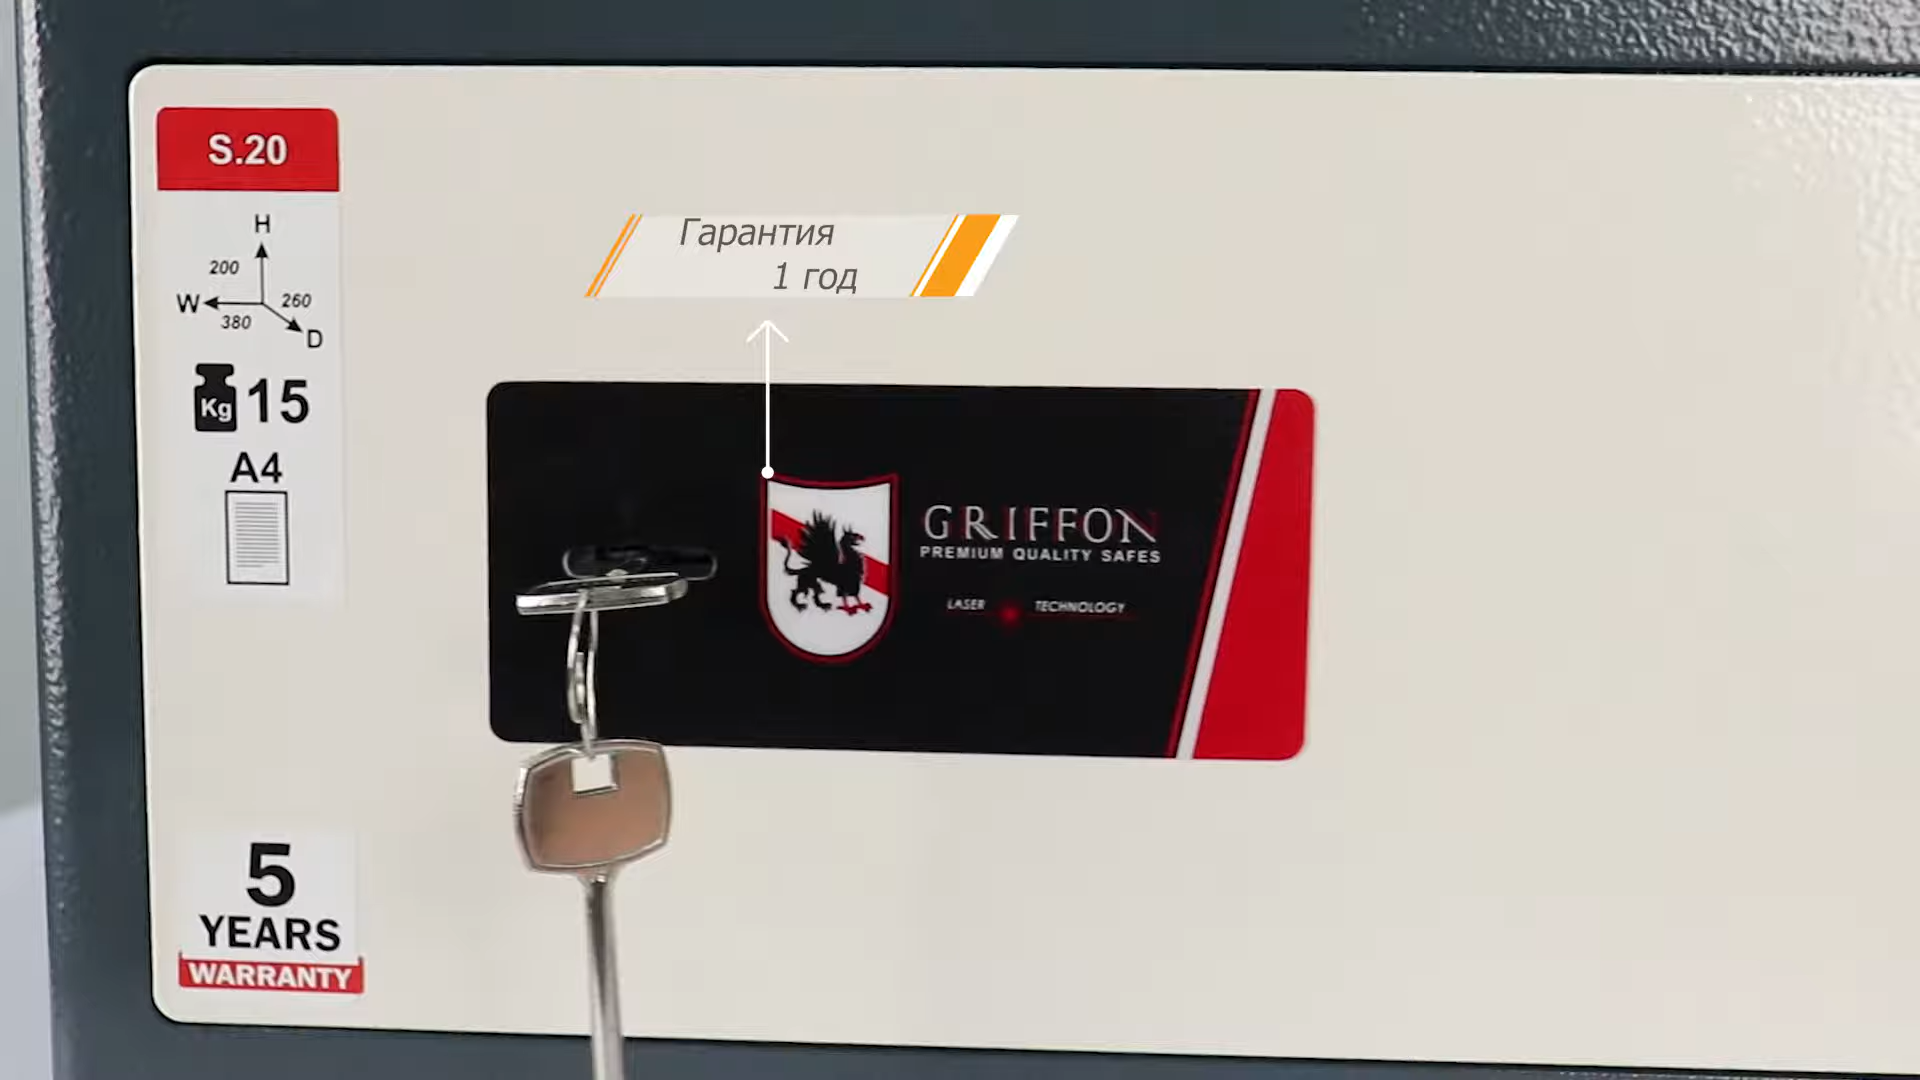 S.20
H
200
W
260
380
D
Kg 15
A4
Гарантия
1 год
GRIFFON
PREMIUM QUALITY SAFES
LASER TECHNOLOGY
5
YEARS
WARRANTY